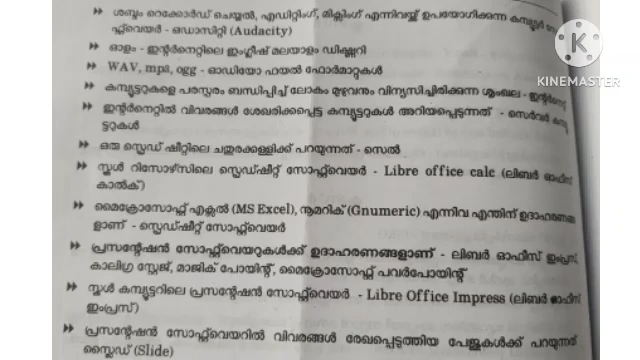 ശബ്ദം റെക്കോർഡ് ചെയ്യൽ, എഡിറ്റിംഗ്, മിക്സിംഗ് എന്നിവയ്ക്ക് ഉപയോഗിക്കുന്ന കമ്പ്യൂട്ടർ
ഫ്റ്റ്‌വെയർ - ഒഡാസിറ്റി (Audacity)
ഓളം - ഇന്റർനെറ്റിലെ ഇംഗ്ലീഷ് മലയാളം ഡിക്ഷ്ണറി
WAV, mp3, ogg - ഓഡിയോ ഫയൽ ഫോർമാറ്റുകൾ
കമ്പ്യൂട്ടറുകളെ പരസ്പരം ബന്ധിപ്പിച്ച് ലോകം മുഴുവനും വിന്യസിച്ചിരിക്കുന്ന ശൃംഖല - ഇന്റർനെറ്റ്
ഇന്റർനെറ്റിൽ വിവരങ്ങൾ ശേഖരിക്കപ്പെട്ട കമ്പ്യൂട്ടറുകൾ അറിയപ്പെടുന്നത് - സെർവർ കമ്പ്യൂ
ട്ടറുകൾ
ഒരു സ്പ്രെഡ് ഷീറ്റിലെ ചതുരക്കള്ളിക്ക് പറയുന്നത് - സെൽ
സ്കൂൾ റിസോഴ്സിലെ സ്പ്രെഡ്ഷീറ്റ് സോഫ്റ്റ്‌വെയർ - Libre office calc (ലിബർ ഓഫീസ്
കാൽക്)
മൈക്രോസോഫ്റ്റ് എക്സൽ (MS Excel), ന്യൂമറിക് (Gnumeric) എന്നിവ എന്തിന് ഉദാഹരണങ്ങ
ളാണ് - സ്പ്രെഡ്ഷീറ്റ് സോഫ്റ്റ്‌വെയർ
പ്രസന്റേഷൻ സോഫ്റ്റ്‌വെയറുകൾക്ക് ഉദാഹരണങ്ങളാണ് - ലിബർ ഓഫീസ് ഇംപ്രസ്,
കാലിഗ്ര സ്റ്റേജ്, മാജിക് പോയിന്റ്, മൈക്രോസോഫ്റ്റ് പവർപോയിന്റ്
സ്കൂൾ കമ്പ്യൂട്ടറിലെ പ്രസന്റേഷൻ സോഫ്റ്റ്‌വെയർ - Libre Office Impress (ലിബർ ഓഫീസ്
ഇംപ്രസ്)
പ്രസന്റേഷൻ സോഫ്റ്റ്‌വെയറിൽ വിവരങ്ങൾ രേഖപ്പെടുത്തിയ പേജുകൾക്ക് പറയുന്നത്
സ്ലൈഡ് (Slide)
KINEMASTER